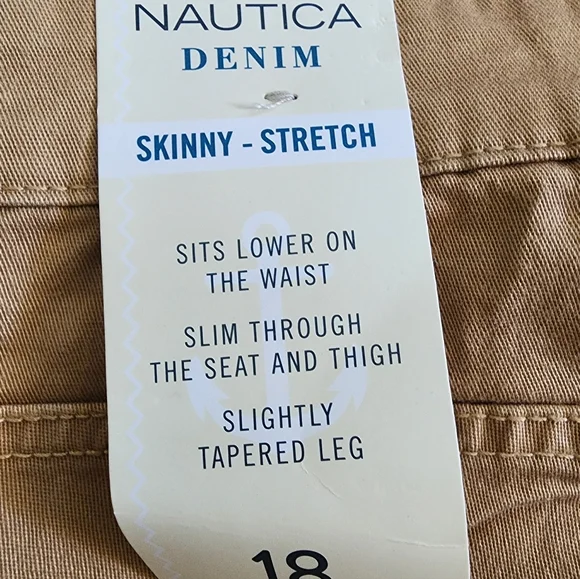 NAUTICA
DENIM
SKINNY - STRETCH
SITS LOWER ON
THE WAIST
SLIM THROUGH
THE SEAT AND THIGH
SLIGHTLY
TAPERED LEG
18